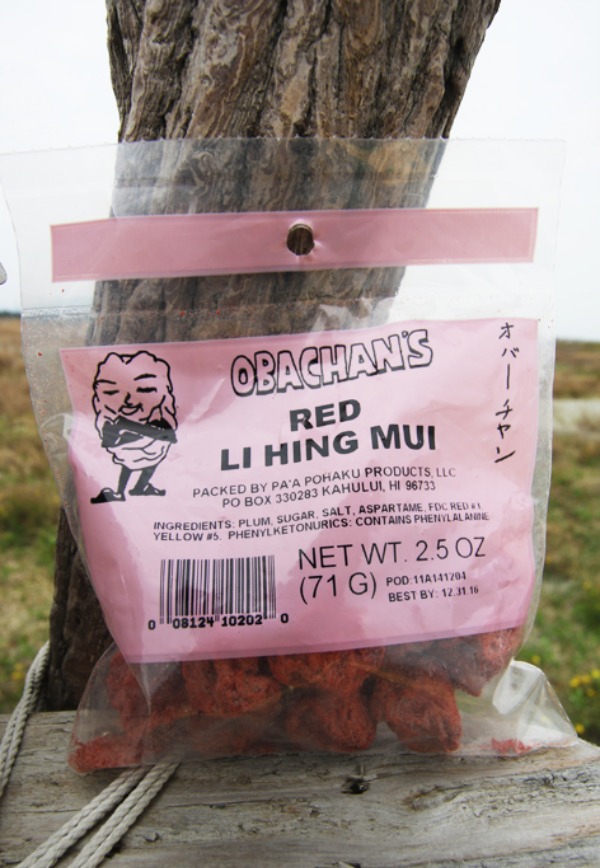 OBACHAN'S
RED
LI HING MUI
PACKED BY PA'A POHAKU PRODUCTS, LLC
PO BOX 330283 KAHULUI, HI 96733
INGREDIENTS: PLUM, SUGAR, SALT, ASPARTAME, FDC RED #1,
YELLOW #5. PHENYLKETONURICS: CONTAINS PHENYLALANINE
NET WT. 2.5 OZ
(71 G)
POD:11A141204
BEST BY: 12.31.16
0 08124 10202 0
オバーチャン